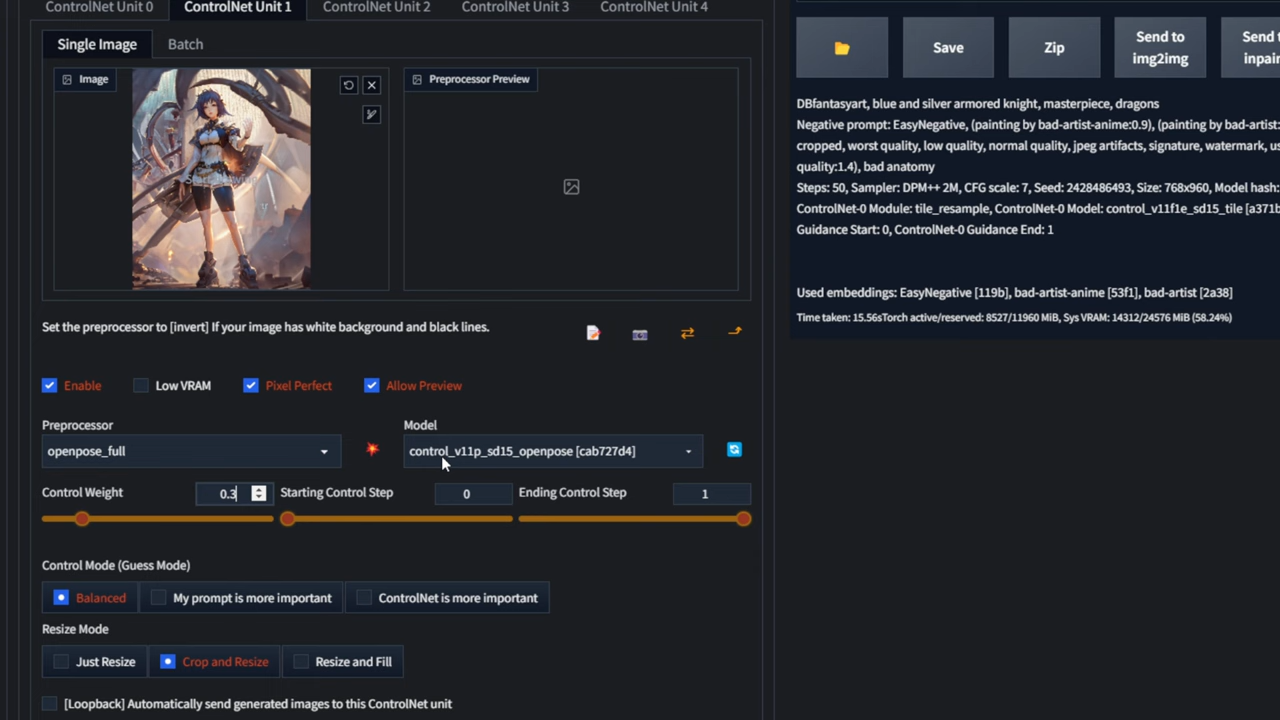 ControlNet Unit 0 ControlNet Unit 1 ControlNet Unit 2 ControlNet Unit 3 ControlNet Unit 4
Single Image Batch
Image
Preprocessor Preview
Set the preprocessor to [invert] If your image has white background and black lines.
Enable Low VRAM Pixel Perfect Allow Preview
Preprocessor Model
openpose_full control_v11p_sd15_openpose [cab727d4]
Control Weight 0.3 Starting Control Step 0 Ending Control Step 1
Control Mode (Guess Mode)
Balanced My prompt is more important ControlNet is more important
Resize Mode
Just Resize Crop and Resize Resize and Fill
[Loopback] Automatically send generated images to this ControlNet unit
Save Zip Send to img2img Send t inpain
DBfantasyart, blue and silver armored knight, masterpiece, dragons
Negative prompt: EasyNegative, (painting by bad-artist-anime:0.9), (painting by bad-artist:
cropped, worst quality, low quality, normal quality, jpeg artifacts, signature, watermark, us
quality:1.4), bad anatomy
Steps: 50, Sampler: DPM++ 2M, CFG scale: 7, Seed: 2428486493, Size: 768x960, Model hash:
ControlNet-0 Module: tile_resample, ControlNet-0 Model: control_v11f1e_sd15_tile [a371b
Guidance Start: 0, ControlNet-0 Guidance End: 1
Used embeddings: EasyNegative [119b], bad-artist-anime [53f1], bad-artist [2a38]
Time taken: 15.56sTorch active/reserved: 8527/11960 MiB, Sys VRAM: 14312/24576 MiB (58.24%)